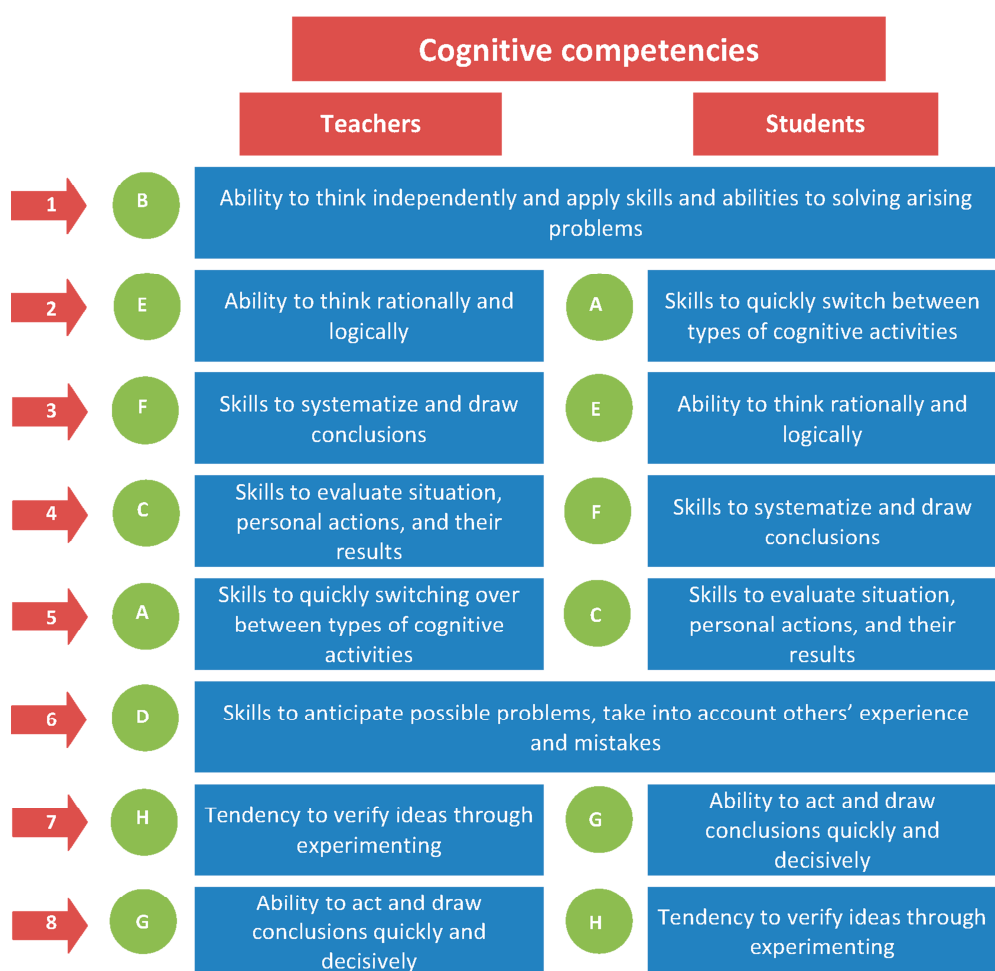 Cognitive competencies
Teachers
Students
1
B
Ability to think independently and apply skills and abilities to solving arising
problems
2
E
Ability to think rationally and
logically
A
Skills to quickly switch between
types of cognitive activities
3
F
Skills to systematize and draw
conclusions
E
Ability to think rationally and
logically
4
C
Skills to evaluate situation,
personal actions, and their
results
F
Skills to systematize and draw
conclusions
5
A
Skills to quickly switching over
between types of cognitive
activities
C
Skills to evaluate situation,
personal actions, and their
results
6
D
Skills to anticipate possible problems, take into account others’ experience
and mistakes
7
H
Tendency to verify ideas through
experimenting
G
Ability to act and draw
conclusions quickly and
decisively
8
G
Ability to act and draw
conclusions quickly and
decisively
H
Tendency to verify ideas through
experimenting